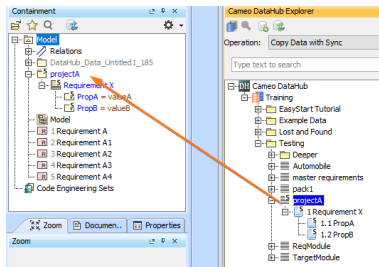 Containment
Model
Relations
DataHub_Data_Untitled1_185
projectA
Requirement X
PropA = valueA
PropB = valueB
Model
1 Requirement A
2 Requirement A1
3 Requirement A2
4 Requirement A3
5 Requirement A4
Code Engineering Sets
Zoom
Documen...
Properties
Zoom
Cameo DataHub Explorer
Operation: Copy Data with Sync
Type text to search
DH Cameo DataHub
Training
EasyStart Tutorial
Example Data
Lost and Found
Testing
Deeper
Automobile
master requirements
pack1
projectA
1 Requirement X
1.1 PropA
1.2 PropB
ReqModule
TargetModule